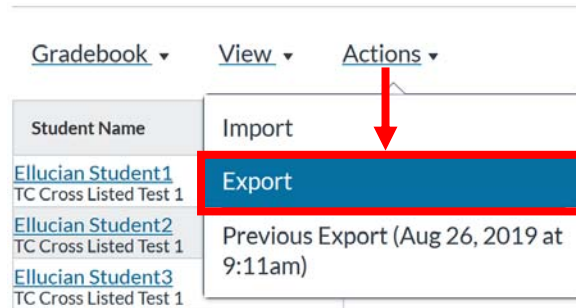 Gradebook View Actions
Student Name
Import
Ellucian Student1
TC Cross Listed Test 1
Export
Ellucian Student2
TC Cross Listed Test 1
Previous Export (Aug 26, 2019 at
9:11am)
Ellucian Student3
TC Cross Listed Test 1